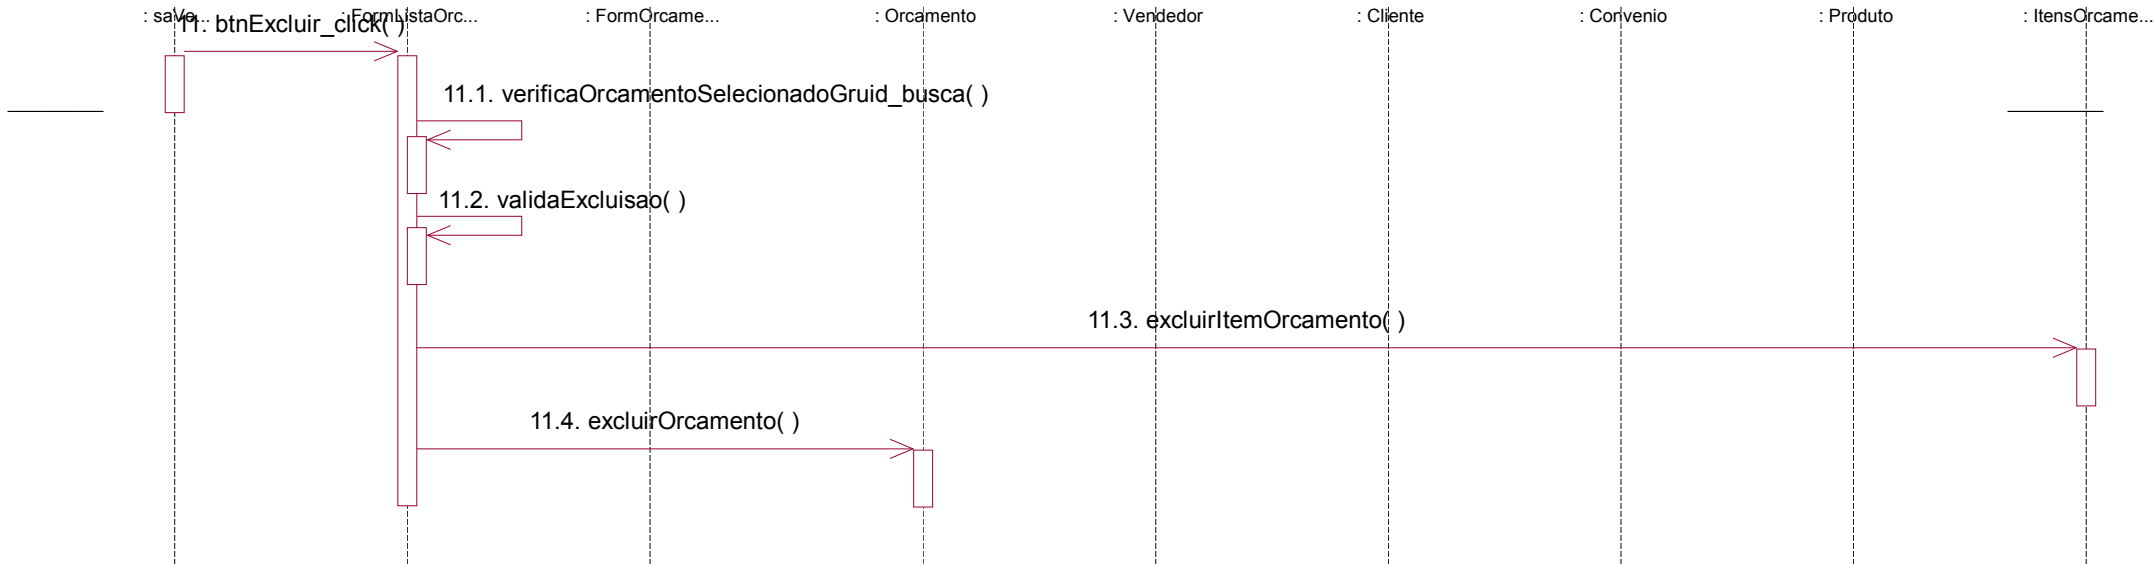 : saVe...
: FormListaOrc...
: FormOrcame...
: Orcamento
: Vendedor
: Cliente
: Convenio
: Produto
: ItensOrcame...
11. btnExcluir_click( )
11.1. verificaOrcamentoSelecionadoGruid_busca( )
11.2. validaExcluisao( )
11.3. excluirItemOrcamento( )
11.4. excluirOrcamento( )